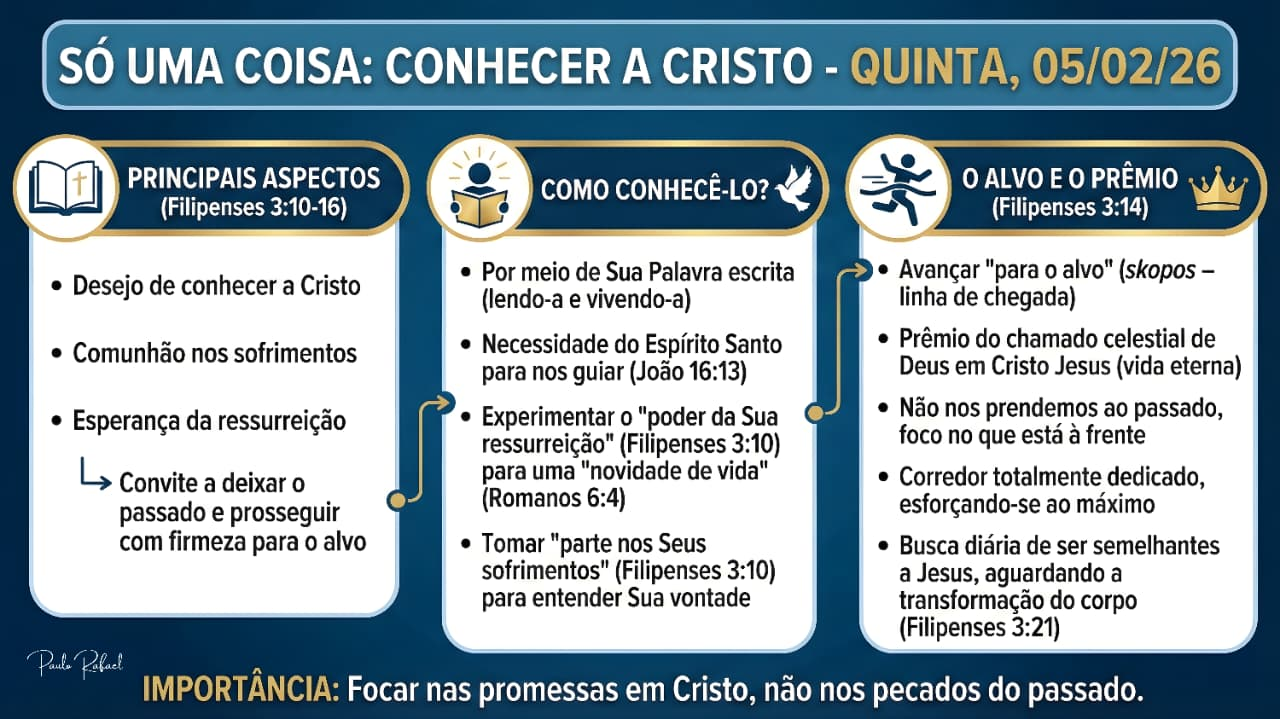 SÓ UMA COISA: CONHECER A CRISTO - QUINTA, 05/02/26
PRINCIPAIS ASPECTOS
(Filipenses 3:10-16)
• Desejo de conhecer a Cristo
• Comunhão nos sofrimentos
• Esperança da ressurreição
Convite a deixar o
passado e prosseguir
com firmeza para o alvo
COMO CONHECÊ-LO?
• Por meio de Sua Palavra escrita
(lendo-a e vivendo-a)
• Necessidade do Espírito Santo
para nos guiar (João 16:13)
• Experimentar o "poder da Sua
ressurreição" (Filipenses 3:10)
para uma "novidade de vida"
(Romanos 6:4)
• Tomar "parte nos Seus
sofrimentos" (Filipenses 3:10)
para entender Sua vontade
O ALVO E O PRÊMIO
(Filipenses 3:14)
• Avançar "para o alvo" (skopos –
linha de chegada)
• Prêmio do chamado celestial de
Deus em Cristo Jesus (vida eterna)
• Não nos prendemos ao passado,
foco no que está à frente
• Corredor totalmente dedicado,
esforçando-se ao máximo
• Busca diária de ser semelhantes
a Jesus, aguardando a
transformação do corpo
(Filipenses 3:21)
Paulo Rafael
IMPORTÂNCIA: Focar nas promessas em Cristo, não nos pecados do passado.